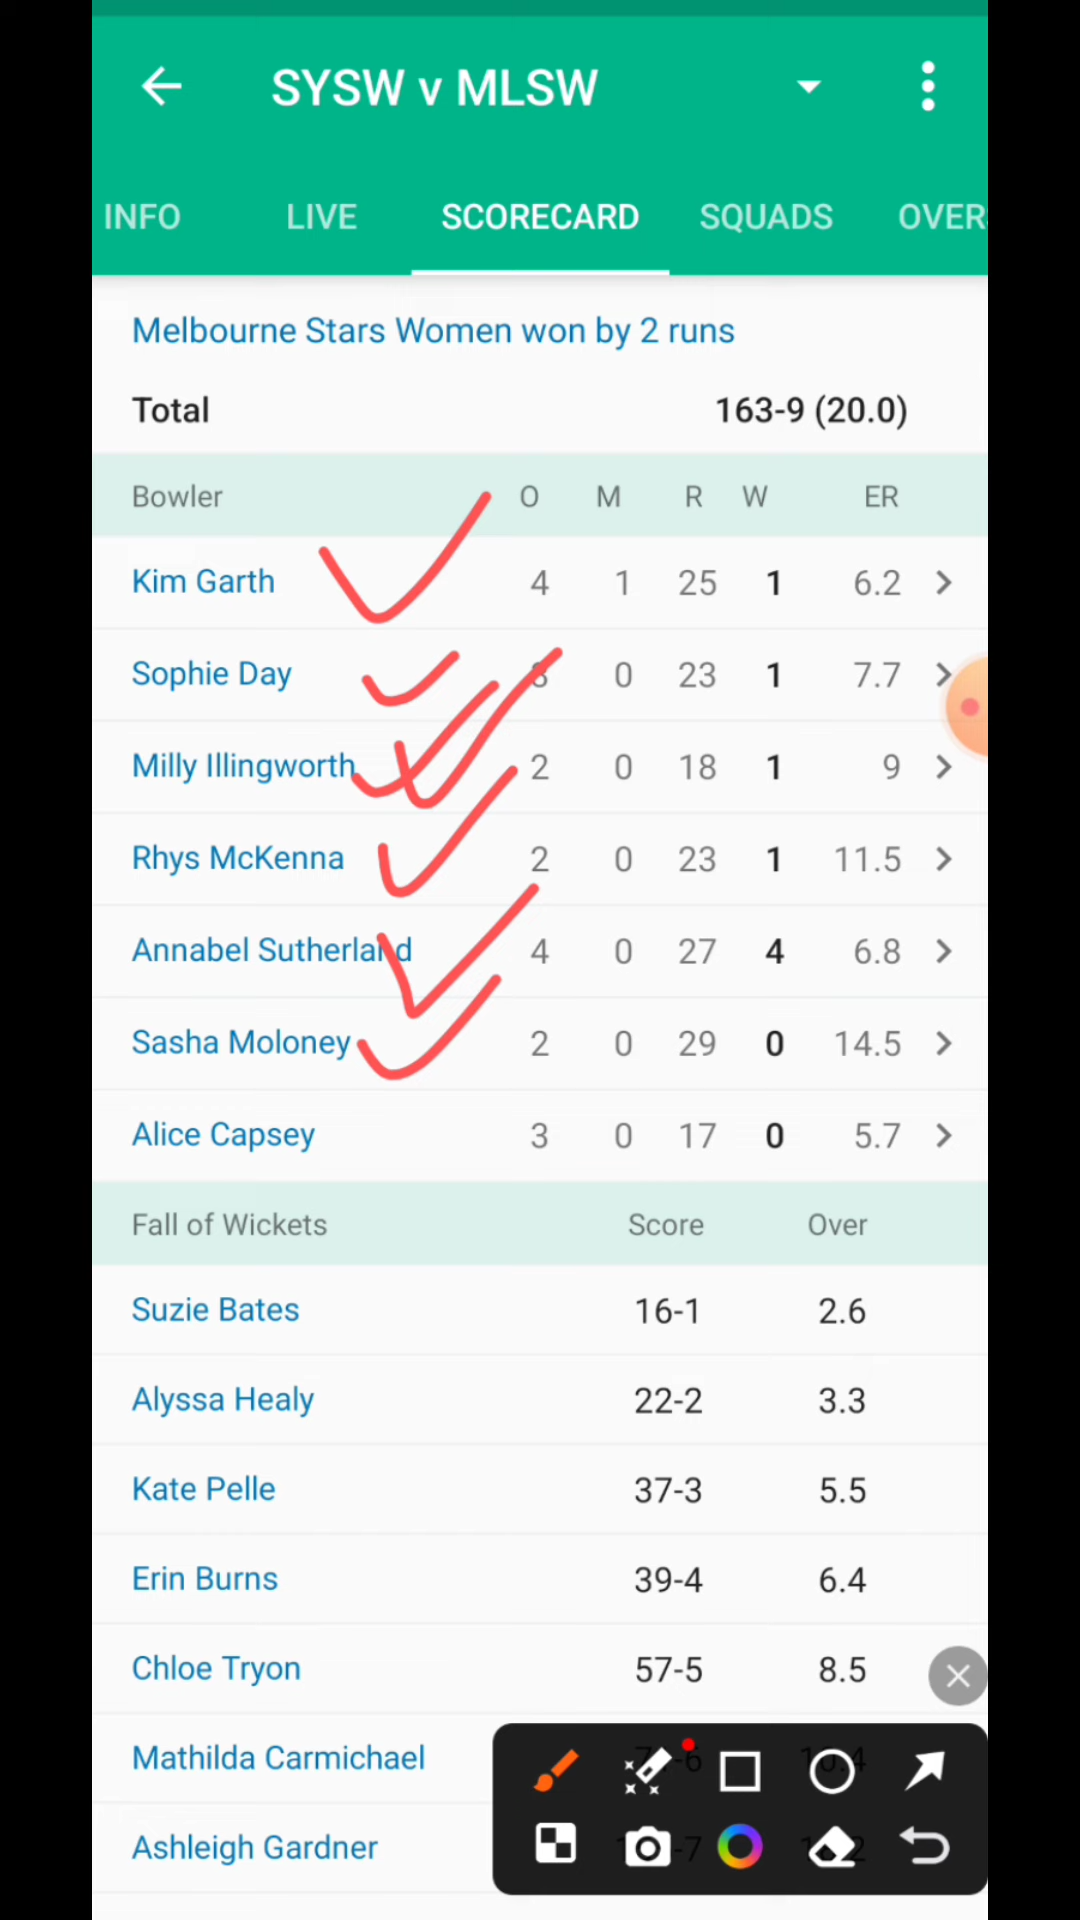 SYSW v MLSW
INFO LIVE SCORECARD SQUADS OVER
Melbourne Stars Women won by 2 runs
Total 163-9 (20.0)
Bowler O M R W ER
Kim Garth 4 1 25 1 6.2
Sophie Day 0 23 1 7.7
Milly Illingworth 2 0 18 1 9
Rhys McKenna 2 0 23 1 11.5
Annabel Sutherland 4 0 27 4 6.8
Sasha Moloney 2 0 29 0 14.5
Alice Capsey 3 0 17 0 5.7
Fall of Wickets Score Over
Suzie Bates 16-1 2.6
Alyssa Healy 22-2 3.3
Kate Pelle 37-3 5.5
Erin Burns 39-4 6.4
Chloe Tryon 57-5 8.5
Mathilda Carmichael
Ashleigh Gardner